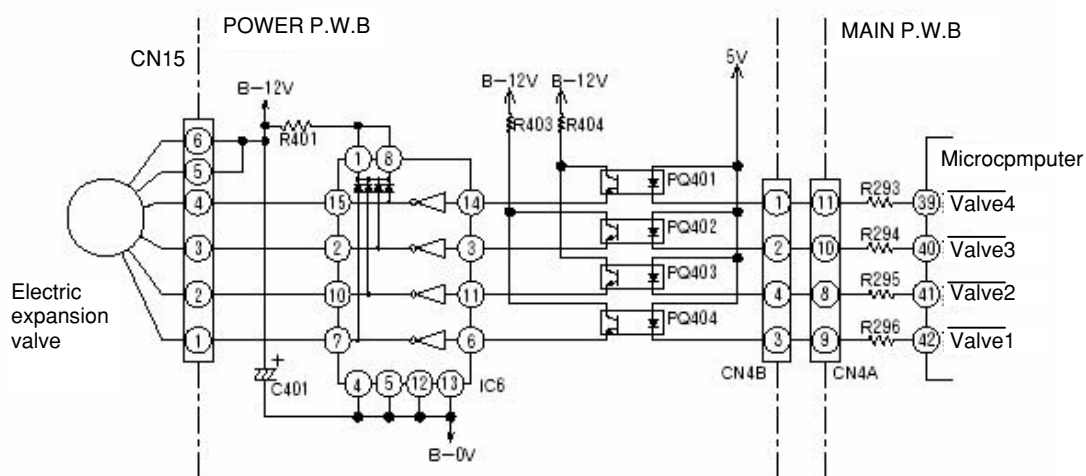 POWER P.W.B
MAIN P.W.B
CN15
5V
B-12V
B-12V
B-12V
R403
R404
R401
6
5
4
3
2
1
1
8
15
14
2
3
10
11
7
6
4
5
12
13
IC6
C401
+
B-0V
PQ401
PQ402
PQ403
PQ404
1
2
4
3
CN4B
11
10
8
9
CN4A
R293
R294
R295
R296
Microcpmputer
39
Valve4
40
Valve3
41
Valve2
42
Valve1
Electric
expansion
valve